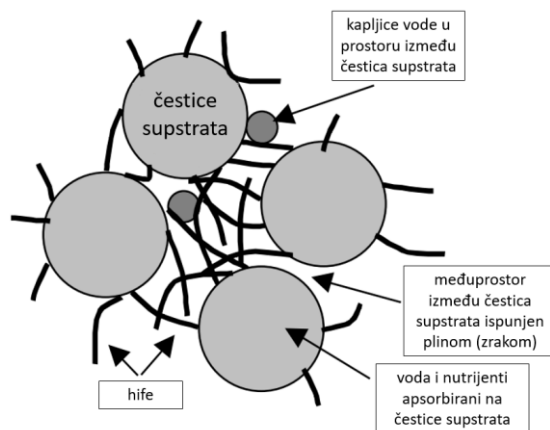 kapljice vode u
prostoru između
čestica supstrata
čestice
supstrata
međuprostor
između čestica
supstrata ispunjen
plinom (zrakom)
hife
voda i nutrijenti
apsorbirani na
čestice supstrata